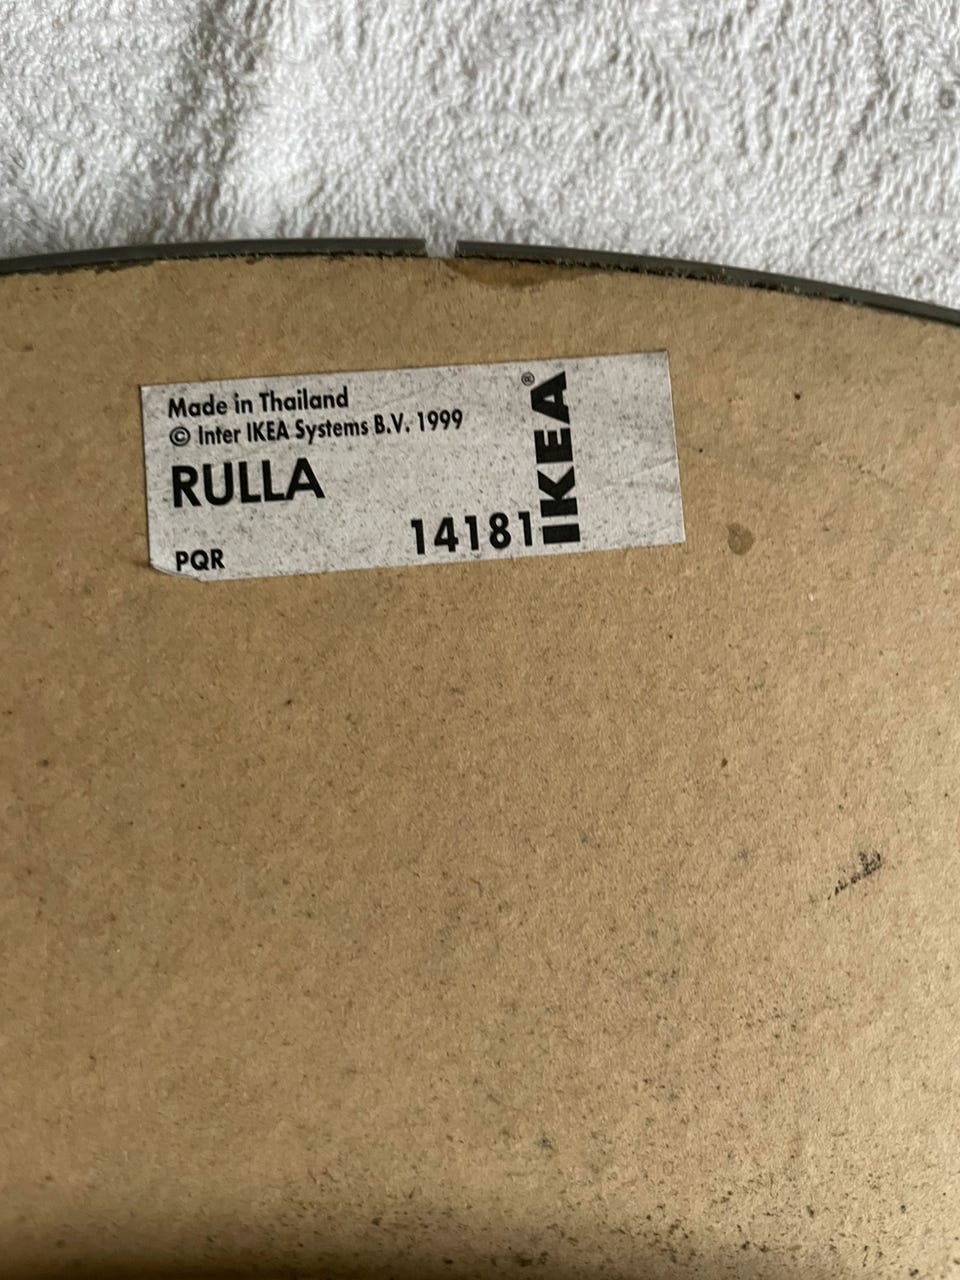 Made in Thailand
© Inter IKEA Systems B.V. 1999
RULLA
14181
PQR
IKEA®